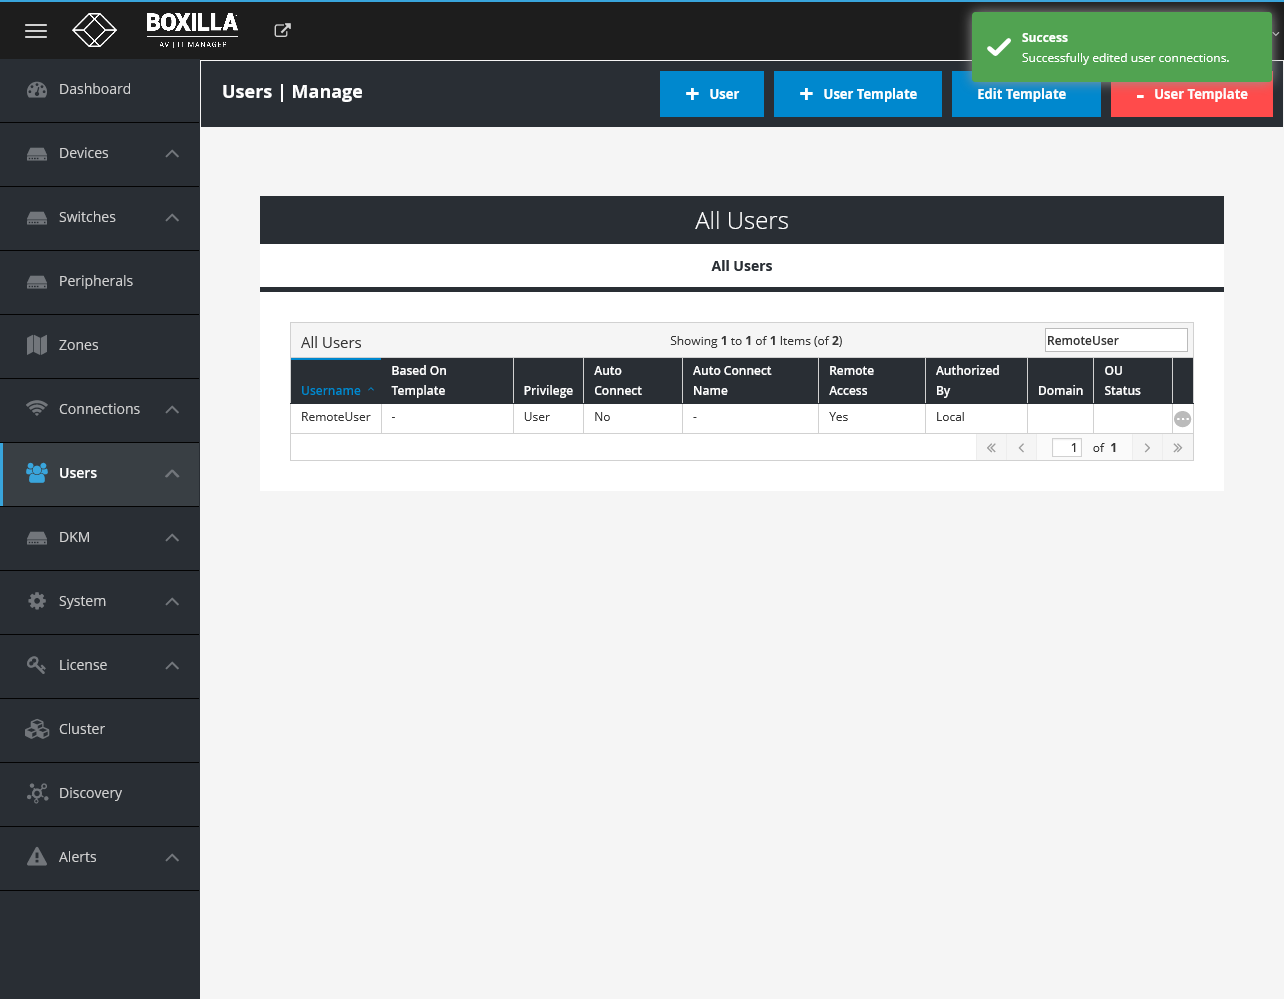 BOXILLA
AV | IT MANAGER
Success
Successfully edited user connections.
Users | Manage
+ User
+ User Template
Edit Template
- User Template
Dashboard
Devices
Switches
Peripherals
Zones
Connections
Users
DKM
System
License
Cluster
Discovery
Alerts
All Users
All Users
All Users
Showing 1 to 1 of 1 Items (of 2)
RemoteUser
Username
Based On
Template
Privilege
Auto
Connect
Auto Connect
Name
Remote
Access
Authorized
By
Domain
OU
Status
RemoteUser - User No - Yes Local
« ‹ 1 of 1 › »